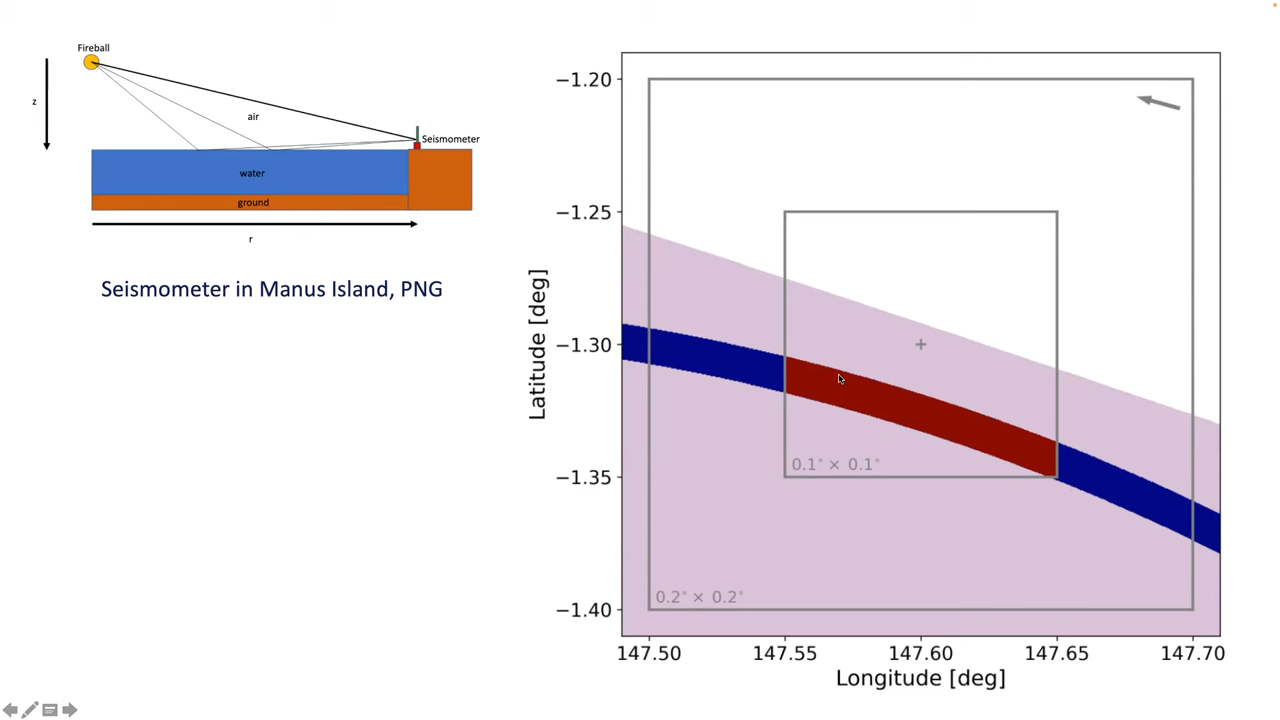 Fireball
z
air
Seismometer
water
ground
r
Seismometer in Manus Island, PNG
Latitude [deg]
−1.20
−1.25
−1.30
−1.35
−1.40
0.1° × 0.1°
0.2° × 0.2°
147.50 147.55 147.60 147.65 147.70
Longitude [deg]